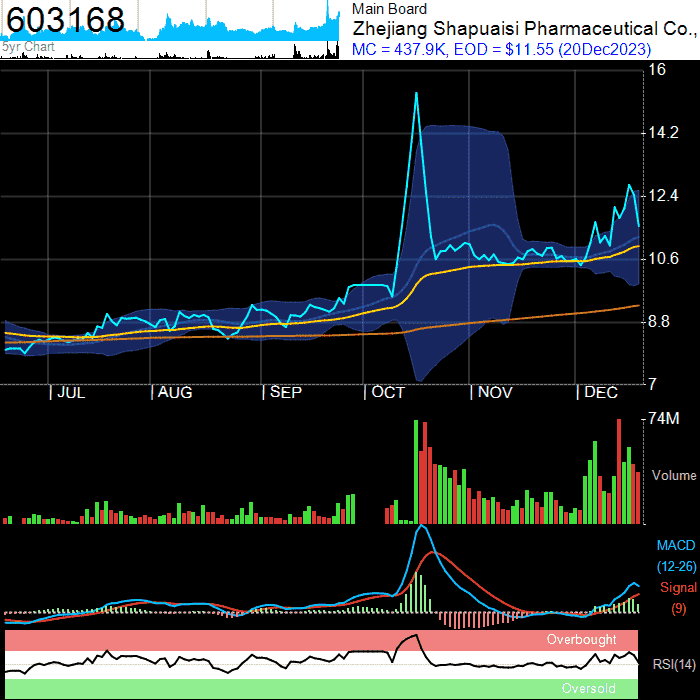 603168
5yr Chart
Main Board
Zhejiang Shapuaisi Pharmaceutical Co.,
MC = 437.9K, EOD = $11.55 (20Dec2023)
16
14.2
12.4
10.6
8.8
7
JUL
AUG
SEP
OCT
NOV
DEC
74M
Volume
MACD
(12-26)
Signal
(9)
Overbought
RSI(14)
Oversold